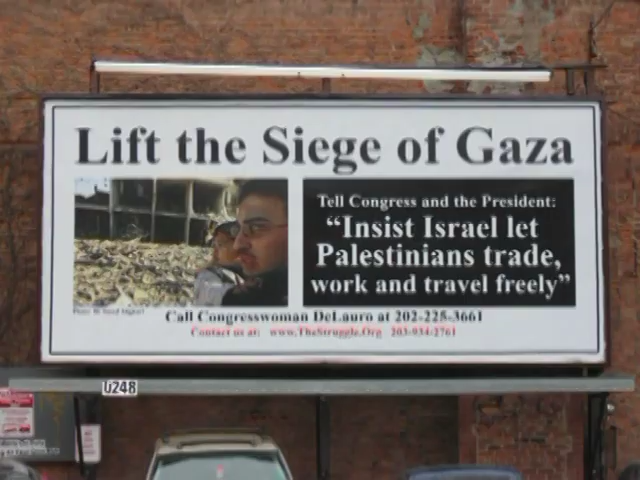 Lift the Siege of Gaza
Tell Congress and the President:
"Insist Israel let
Palestinians trade,
work and travel freely"
Call Congresswoman DeLauro at 202-225-3661
Contact us at: www.TheStruggle.Org 203-934-2761
U248